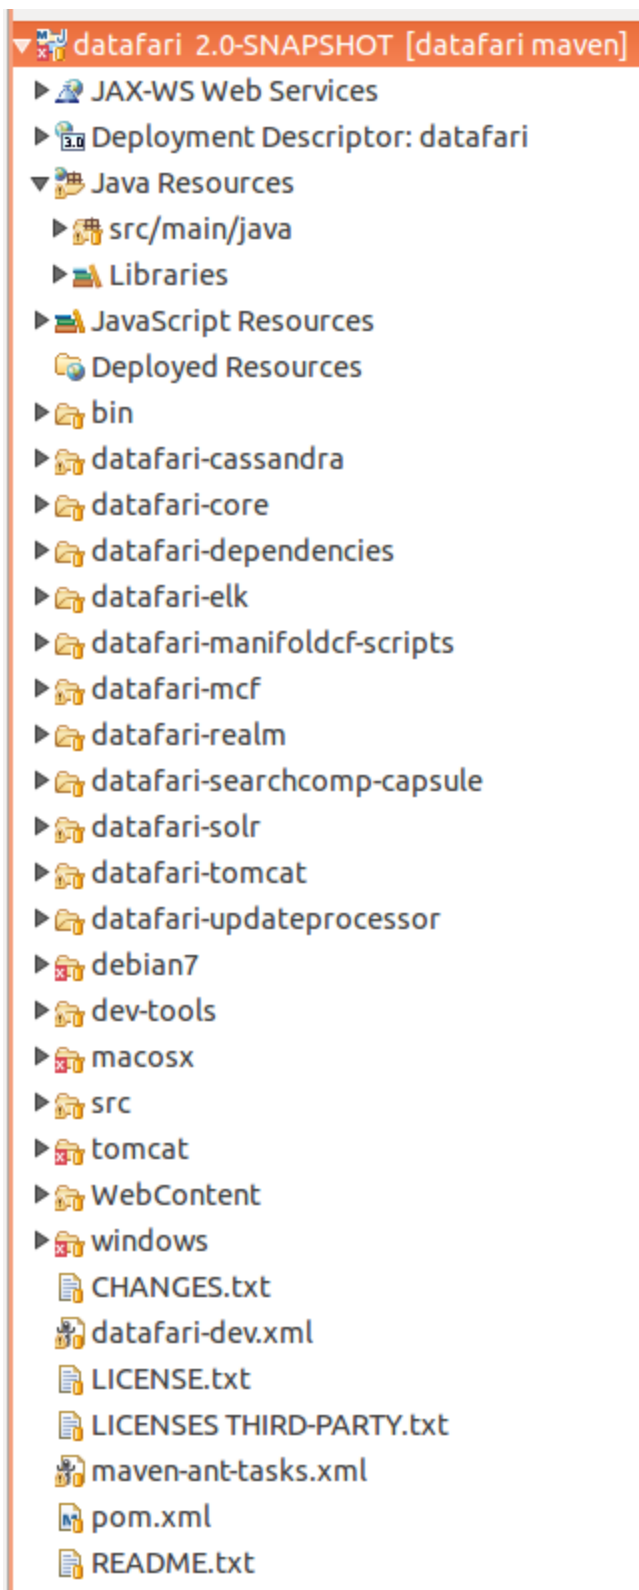 datafari 2.0-SNAPSHOT [datafari maven]
JAX-WS Web Services
Deployment Descriptor: datafari
Java Resources
src/main/java
Libraries
JavaScript Resources
Deployed Resources
bin
datafari-cassandra
datafari-core
datafari-dependencies
datafari-elk
datafari-manifoldcf-scripts
datafari-mcf
datafari-realm
datafari-searchcomp-capsule
datafari-solr
datafari-tomcat
datafari-updateprocessor
debian7
dev-tools
macosx
src
tomcat
WebContent
windows
CHANGES.txt
datafari-dev.xml
LICENSE.txt
LICENSES THIRD-PARTY.txt
maven-ant-tasks.xml
pom.xml
README.txt